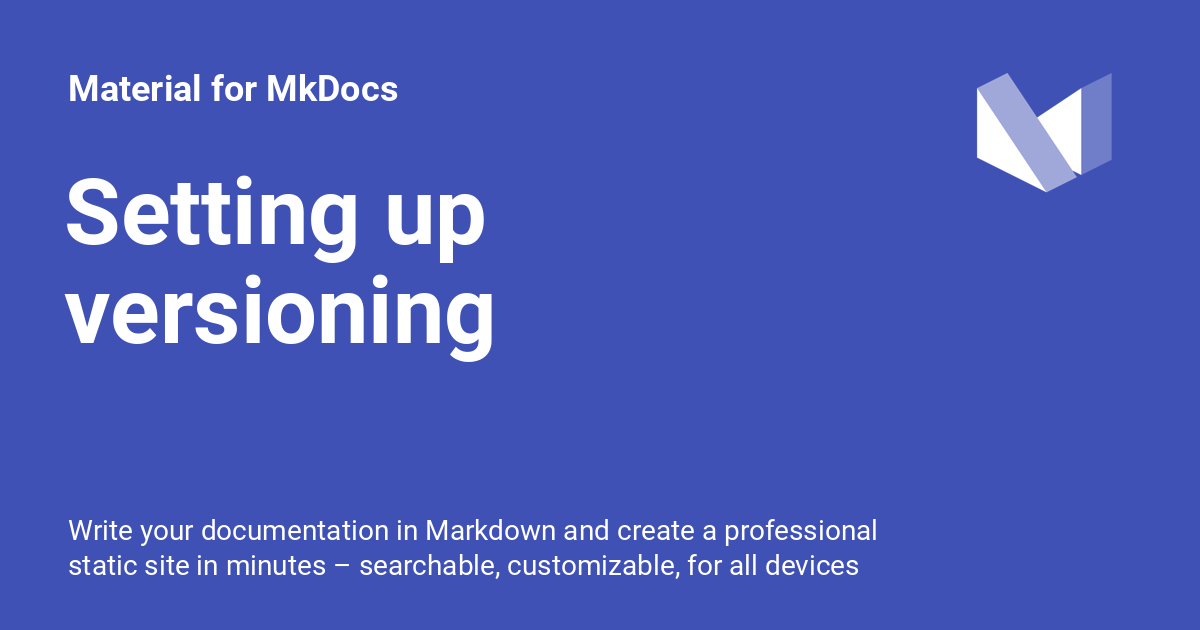 Material for MkDocs
Setting up
versioning
Write your documentation in Markdown and create a professional
static site in minutes – searchable, customizable, for all devices